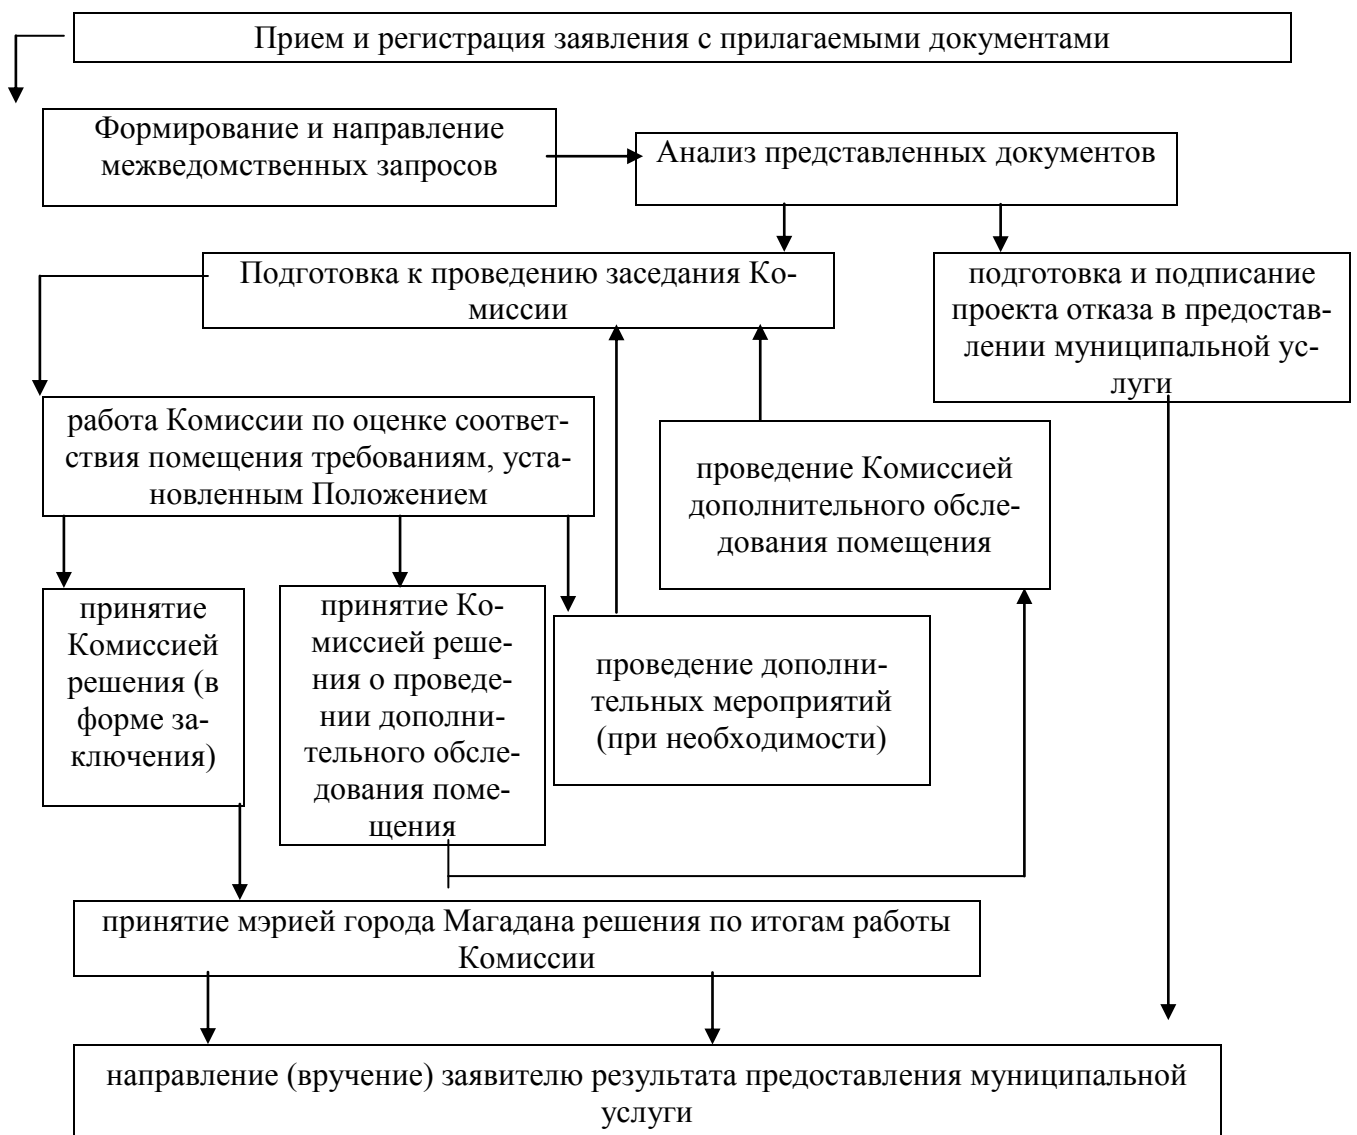 Прием и регистрация заявления с прилагаемыми документами
Формирование и направление
межведомственных запросов
Анализ представленных документов
Подготовка к проведению заседания Ко-
миссии
подготовка и подписание
проекта отказа в предостав-
лении муниципальной ус-
луги
работа Комиссии по оценке соответ-
ствия помещения требованиям, уста-
новленным Положением
проведение Комиссией
дополнительного обсле-
дования помещения
принятие
Комиссией
решения (в
форме за-
ключения)
принятие Ко-
миссией реше-
ния о проведе-
нии дополни-
тельного обсле-
дования поме-
щения
проведение дополни-
тельных мероприятий
(при необходимости)
принятие мэрией города Магадана решения по итогам работы
Комиссии
направление (вручение) заявителю результата предоставления муниципальной
услуги